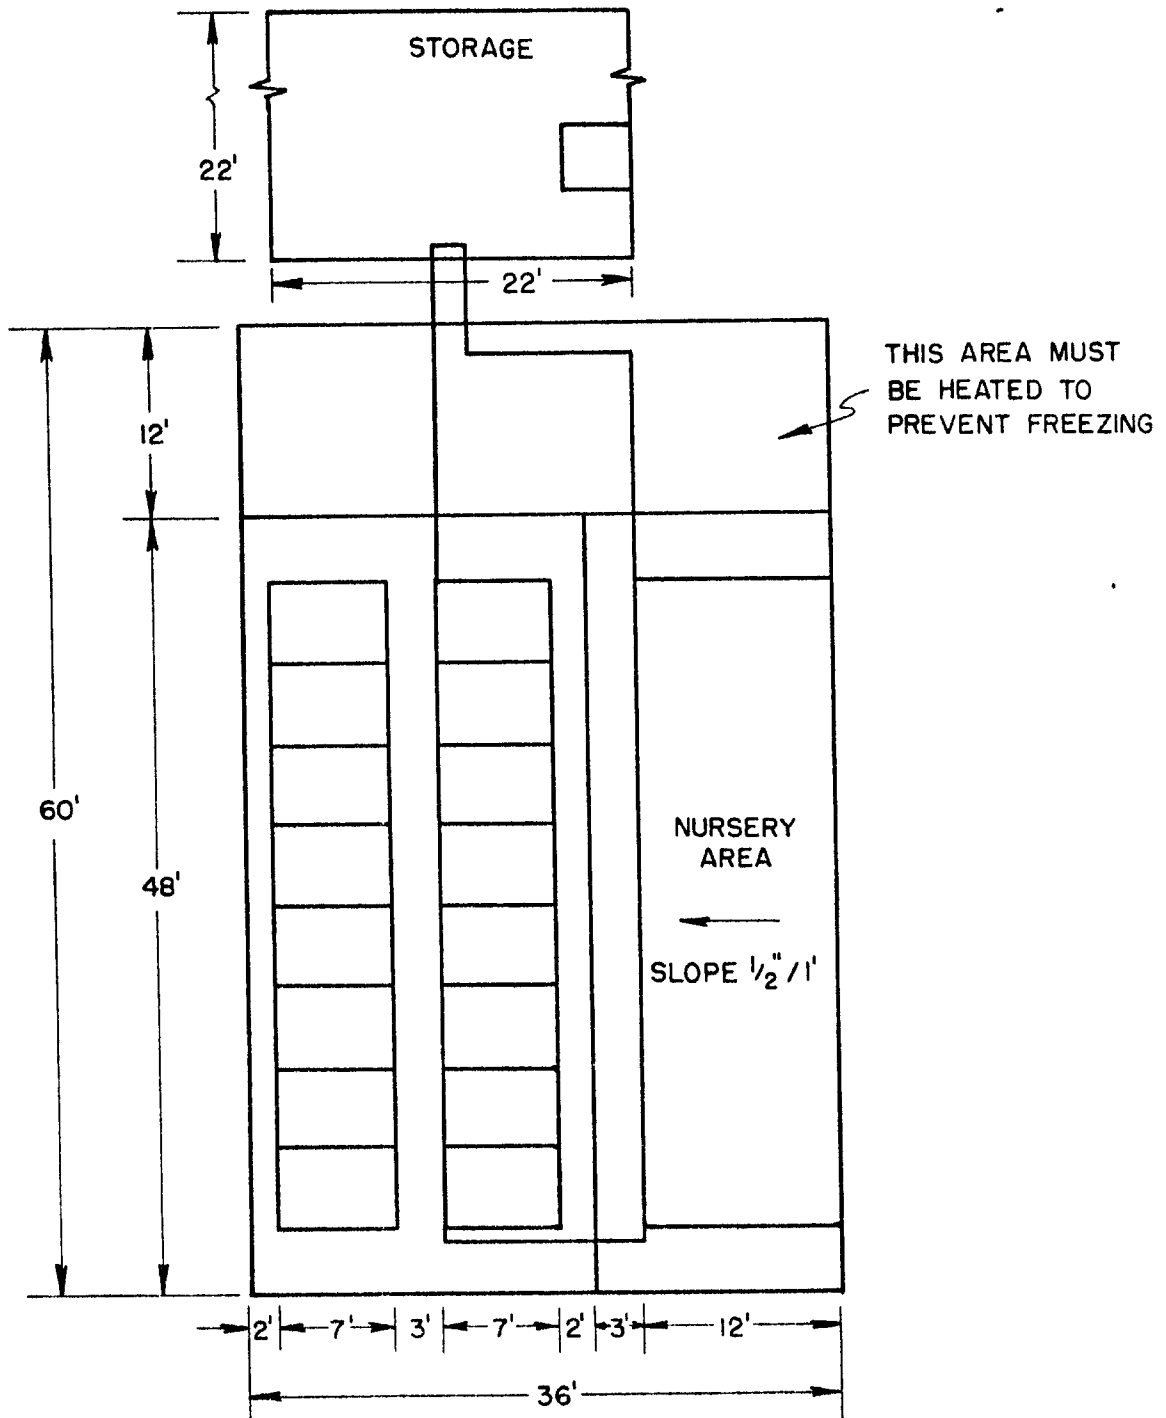 STORAGE
22'
22'
THIS AREA MUST
BE HEATED TO
PREVENT FREEZING
12'
60'
48'
NURSERY
AREA
SLOPE 1/2"/1'
2' 7' 3' 7' 2' 3' 12'
36'